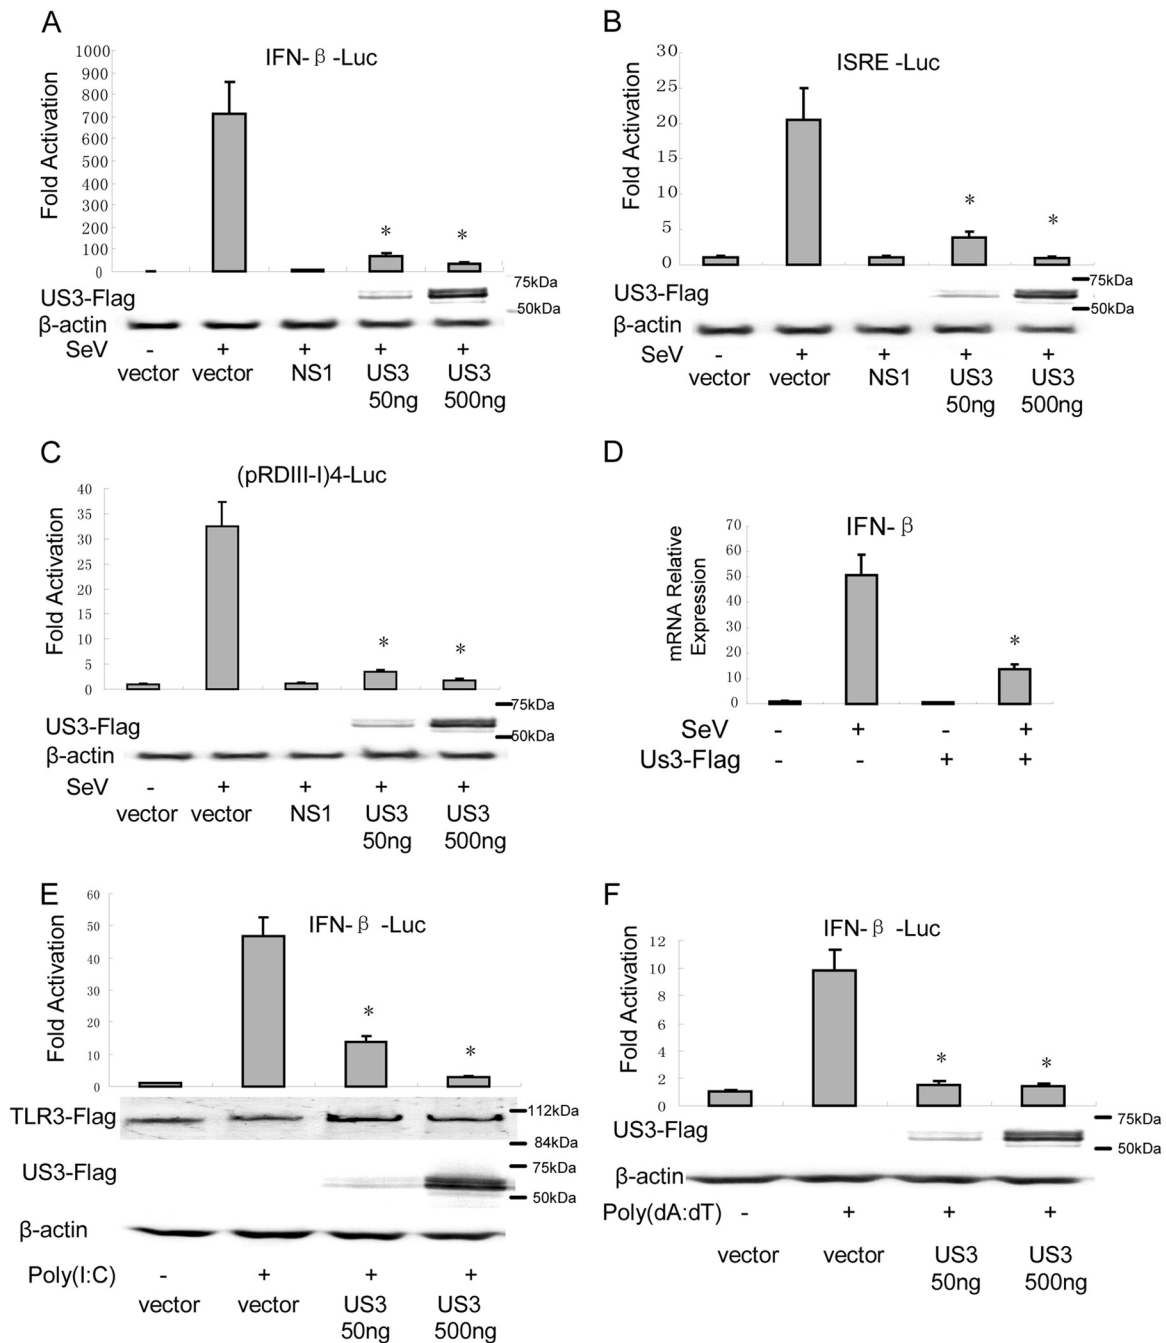 A
IFN- β -Luc
Fold Activation
1000
900
800
700
600
500
400
300
200
100
0
* *
US3-Flag
75kDa
50kDa
β-actin
SeV - + + + +
vector vector NS1 US3 US3
50ng 500ng
B
ISRE -Luc
Fold Activation
30
25
20
15
10
5
0
* *
US3-Flag
75kDa
50kDa
β-actin
SeV - + + + +
vector vector NS1 US3 US3
50ng 500ng
C
(pRDIII-I)4-Luc
Fold Activation
40
35
30
25
20
15
10
5
0
* *
US3-Flag
75kDa
50kDa
β-actin
SeV - + + + +
vector vector NS1 US3 US3
50ng 500ng
D
IFN- β
mRNA Relative
Expression
70
60
50
40
30
20
10
0
*
SeV - + - +
Us3-Flag - - + +
E
IFN- β -Luc
Fold Activation
60
50
40
30
20
10
0
* *
TLR3-Flag
112kDa
84kDa
US3-Flag
75kDa
50kDa
β-actin
Poly(I:C) - + + +
vector vector US3 US3
50ng 500ng
F
IFN- β -Luc
Fold Activation
12
10
8
6
4
2
0
* *
US3-Flag
75kDa
50kDa
β-actin
Poly(dA:dT) - + + +
vector vector US3 US3
50ng 500ng